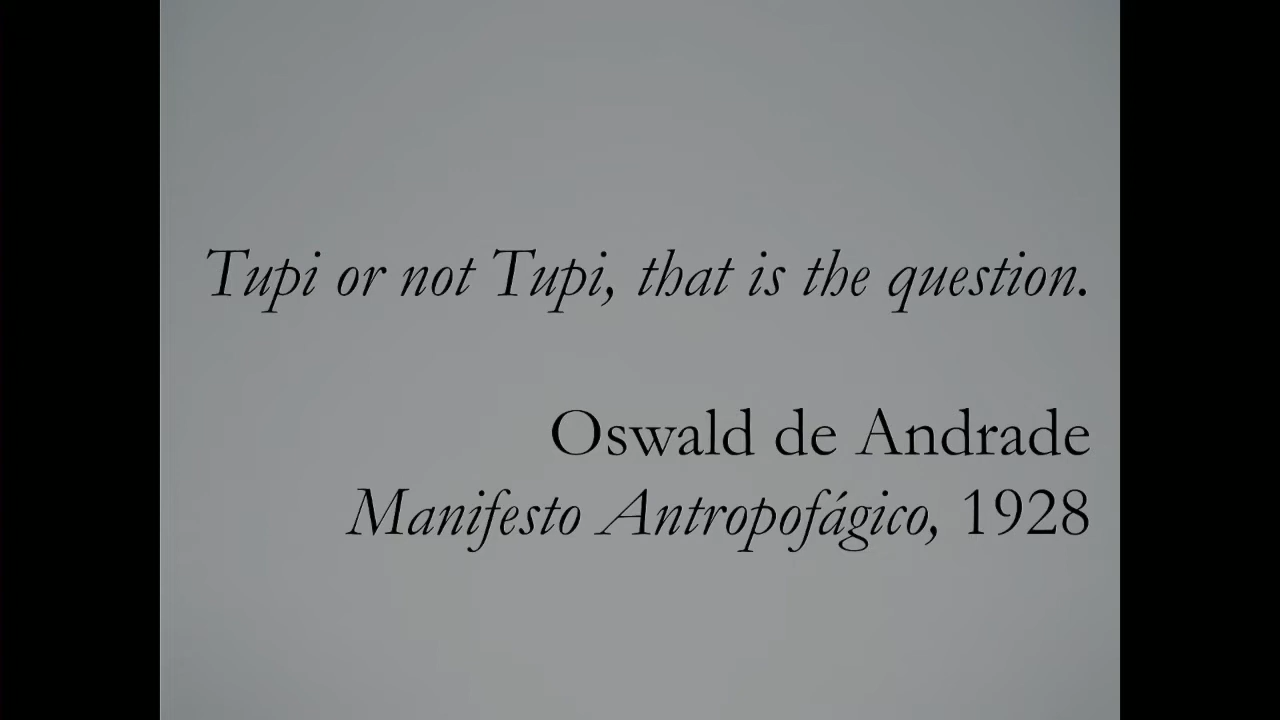 Tupi or not Tupi, that is the question.
Oswald de Andrade
Manifesto Antropofágico, 1928